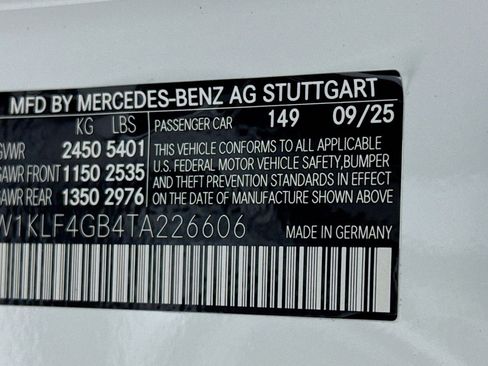 MFD BY MERCEDES-BENZ AG STUTTGART
KG LBS PASSENGER CAR 149 09/25
GVWR 2450 5401 THIS VEHICLE CONFORMS TO ALL APPLICABLE
GAWR FRONT 1150 2535 U.S. FEDERAL MOTOR VEHICLE SAFETY, BUMPER
GAWR REAR 1350 2976 AND THEFT PREVENTION STANDARDS IN EFFECT
ON THE DATE OF MANUFACTURE SHOWN ABOVE
W1KLF4GB4TA226606 MADE IN GERMANY